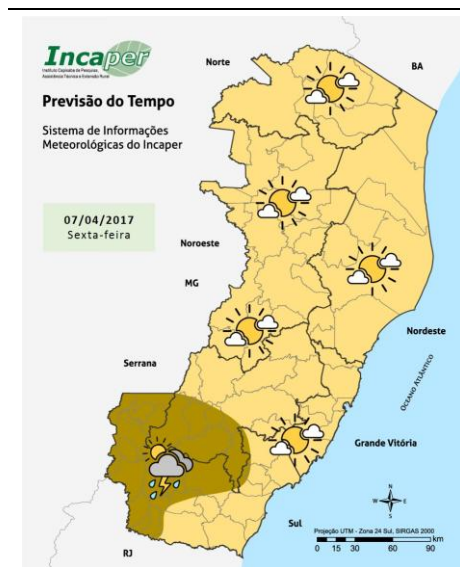 Incaper
Instituto Capixaba de Pesquisa,
Assistência Técnica e Extensão Rural
Previsão do Tempo
Sistema de Informações
Meteorológicas do Incaper
07/04/2017
Sexta-feira
Norte
BA
Noroeste
MG
Nordeste
Serrana
OCEANO ATLÂNTICO
Grande Vitória
N
W
E
S
Sul
RJ
Projeção UTM - Zona 24 Sul, SIRGAS 2000
km
0 15 30 60 90